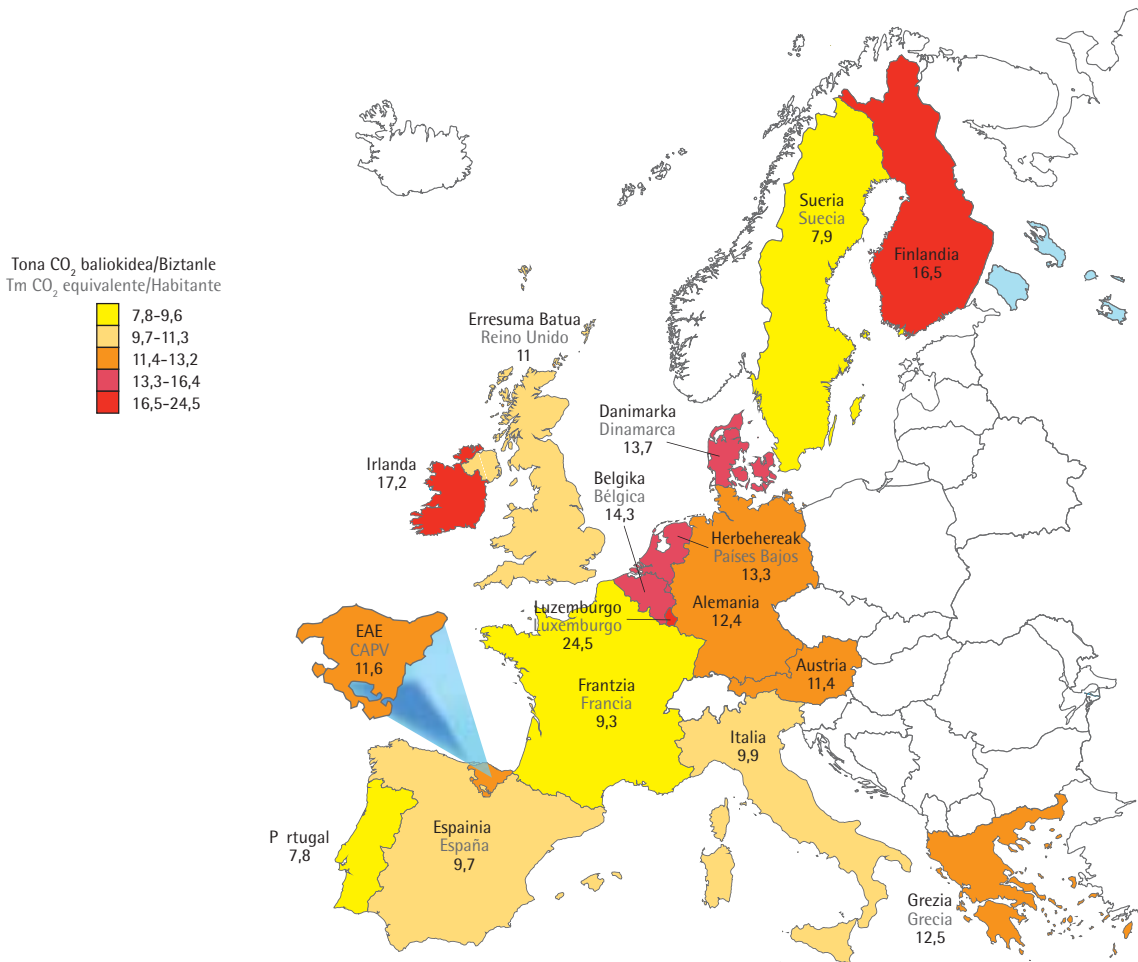 Tona CO₂ baliokidea/Biztanle
Tm CO₂ equivalente/Habitante
7,8-9,6
9,7-11,3
11,4-13,2
13,3-16,4
16,5-24,5
Sueria
Suecia
7,9
Finlandia
16,5
Erresuma Batua
Reino Unido
11
Danimarka
Dinamarca
13,7
Irlanda
17,2
Belgika
Bélgica
14,3
Herbehereak
Paises Bajos
13,3
Alemania
12,4
Luzemburgo
Luxemburgo
24,5
EAE
CAPV
11,6
Austria
11,4
Frantzia
Francia
9,3
Italia
9,9
P rtugal
7,8
Espainia
España
9,7
Grezia
Grecia
12,5